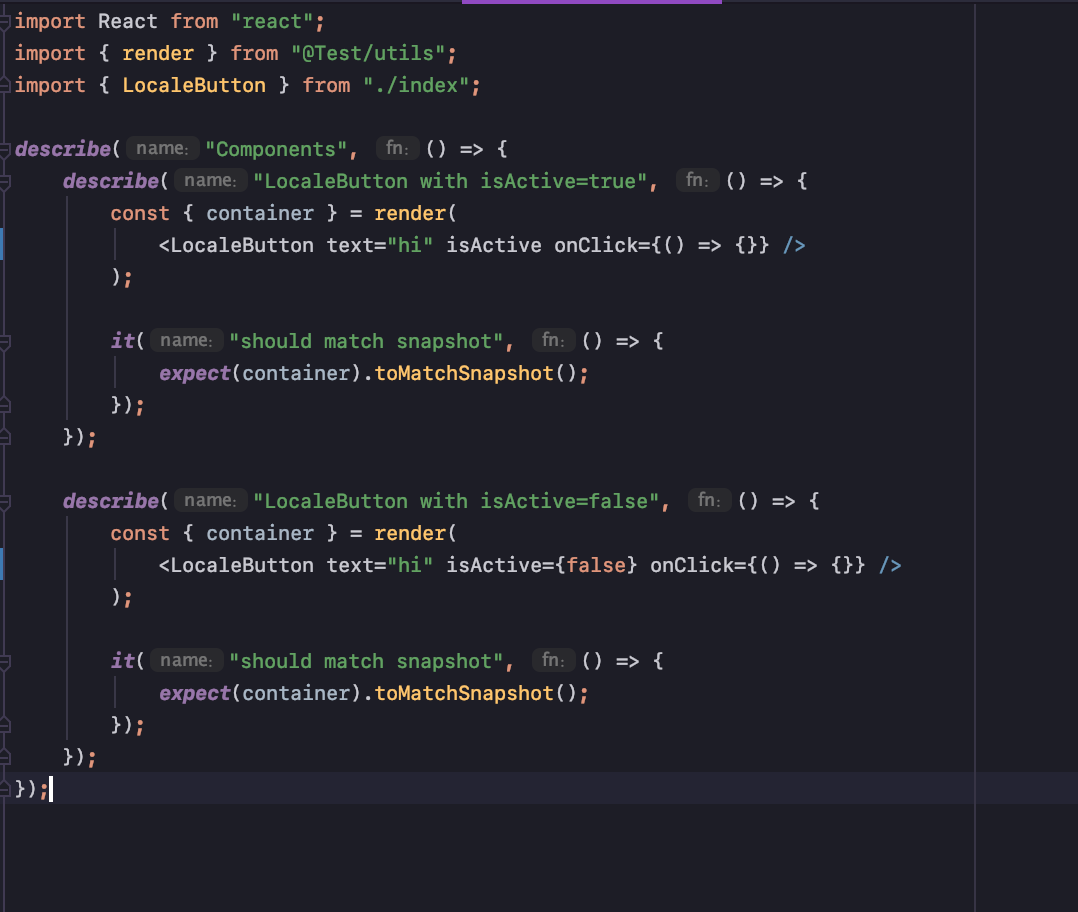 import React from "react";
import { render } from "@Test/utils";
import { LocaleButton } from "./index";

describe( name: "Components", fn: () => {
    describe( name: "LocaleButton with isActive=true", fn: () => {
        const { container } = render(
            <LocaleButton text="hi" isActive onClick={() => {}} />
        );

        it( name: "should match snapshot", fn: () => {
            expect(container).toMatchSnapshot();
        });
    });

    describe( name: "LocaleButton with isActive=false", fn: () => {
        const { container } = render(
            <LocaleButton text="hi" isActive={false} onClick={() => {}} />
        );

        it( name: "should match snapshot", fn: () => {
            expect(container).toMatchSnapshot();
        });
    });
});